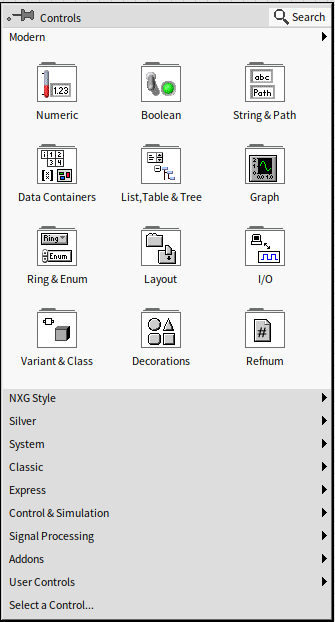 Controls Search
Modern
1.23
abc
Path
Numeric Boolean String & Path
1 2
3 4
Data Containers List,Table & Tree Graph
Ring
Enum
Ring & Enum Layout I/O
#
Variant & Class Decorations Refnum
NXG Style
Silver
System
Classic
Express
Control & Simulation
Signal Processing
Addons
User Controls
Select a Control...